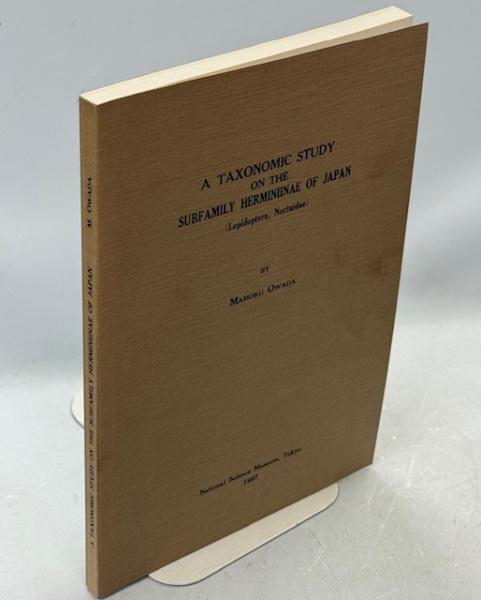 A TAXONOMIC STUDY
ON THE
SUBFAMILY HERMINIINAE OF JAPAN
(Lepidoptera, Noctuidae)
BY
MAMORU OWADA
National Science Museum, Tokyo
1987
A TAXONOMIC STUDY ON THE SUBFAMILY HERMINIINAE OF JAPAN M. OWADA